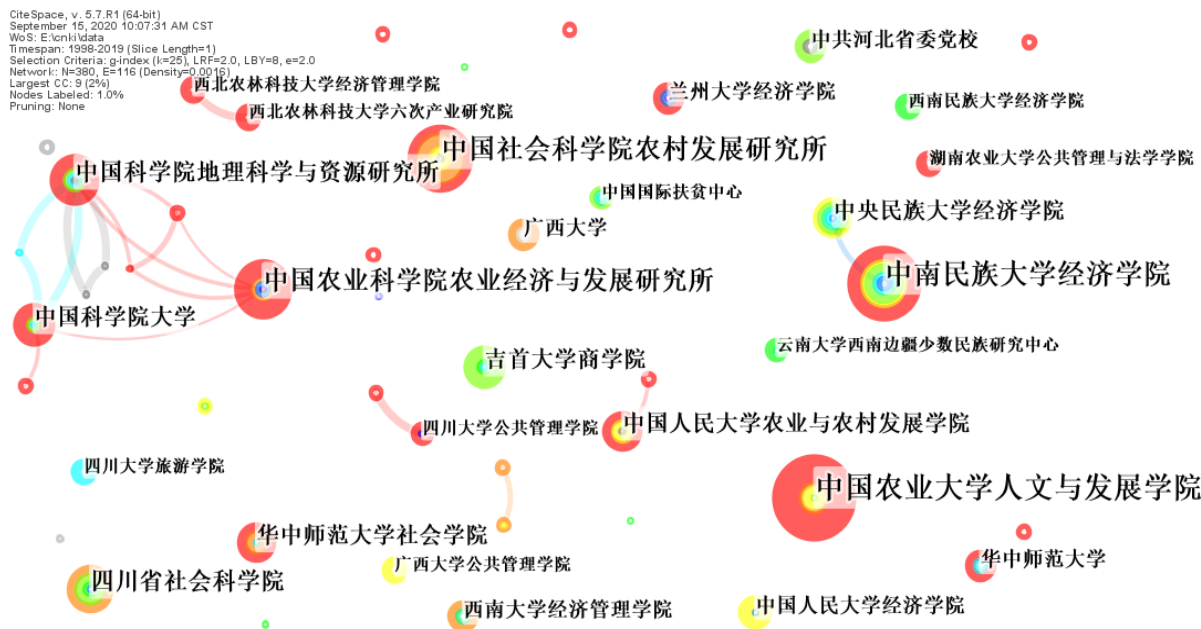 CiteSpace, v. 5.7.R1 (64-bit)
September 15, 2020 10:07:31 AM CST
WoS: E:\cnki\data
Timespan: 1998-2019 (Slice Length=1)
Selection Criteria: g-index (k=25), LRF=2.0, LBY=8, e=2.0
Network: N=380, E=116 (Density=0.0016)
Largest CC: 9 (2%)
Nodes Labeled: 1.0%
Pruning: None
中共河北省委党校
西北农林科技大学经济管理学院
兰州大学经济学院
西南民族大学经济学院
西北农林科技大学六次产业研究院
中国社会科学院农村发展研究所
湖南农业大学公共管理与法学学院
中国科学院地理科学与资源研究所
中国国际扶贫中心
中央民族大学经济学院
广西大学
中南民族大学经济学院
中国农业科学院农业经济与发展研究所
中国科学院大学
云南大学西南边疆少数民族研究中心
吉首大学商学院
中国人民大学农业与农村发展学院
四川大学公共管理学院
四川大学旅游学院
中国农业大学人文与发展学院
华中师范大学社会学院
华中师范大学
广西大学公共管理学院
四川省社会科学院
中国人民大学经济学院
西南大学经济管理学院